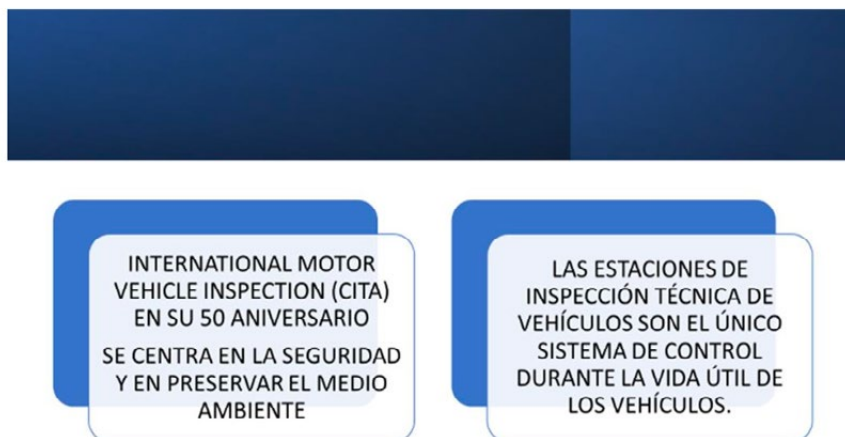 INTERNATIONAL MOTOR
VEHICLE INSPECTION (CITA)
EN SU 50 ANIVERSARIO
SE CENTRA EN LA SEGURIDAD
Y EN PRESERVAR EL MEDIO
AMBIENTE
LAS ESTACIONES DE
INSPECCIÓN TÉCNICA DE
VEHÍCULOS SON EL ÚNICO
SISTEMA DE CONTROL
DURANTE LA VIDA ÚTIL DE
LOS VEHÍCULOS.